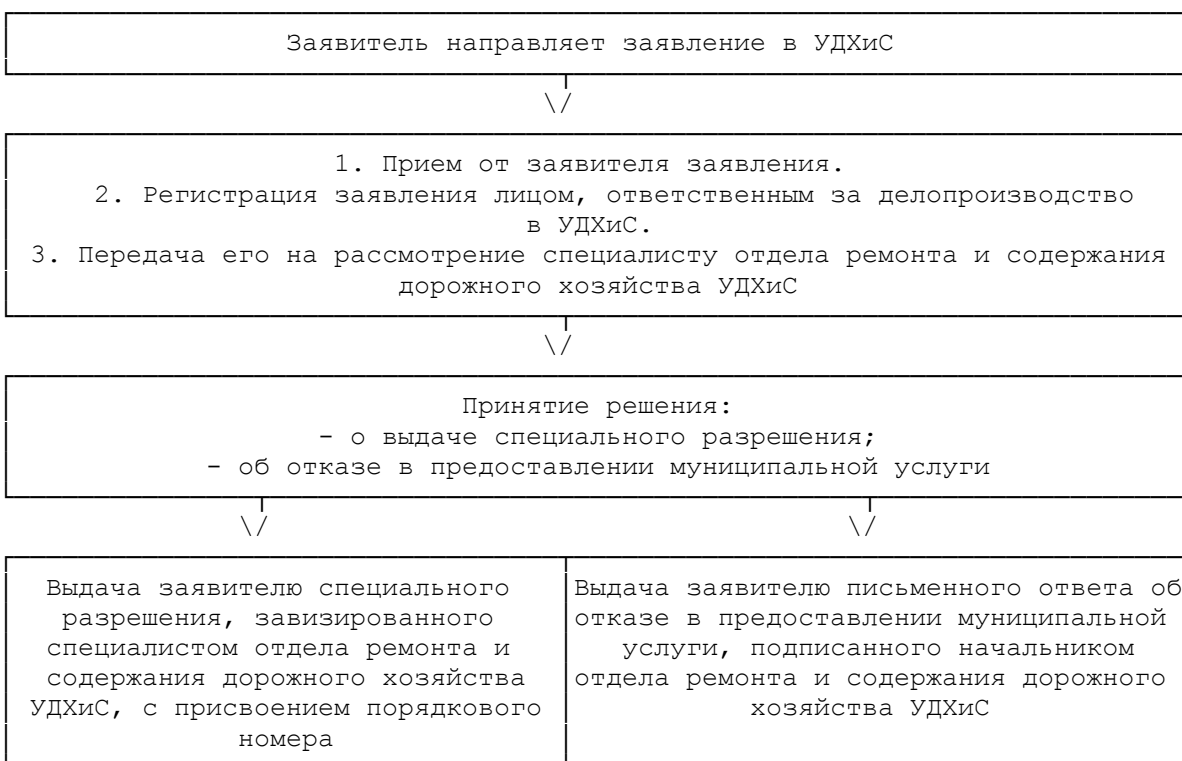 Заявитель направляет заявление в УДХиС
\/
1. Прием от заявителя заявления.
2. Регистрация заявления лицом, ответственным за делопроизводство
в УДХиС.
3. Передача его на рассмотрение специалисту отдела ремонта и содержания
дорожного хозяйства УДХиС
\/
Принятие решения:
- о выдаче специального разрешения;
- об отказе в предоставлении муниципальной услуги
\/ \/
Выдача заявителю специального
разрешения, завизированного
специалистом отдела ремонта и
содержания дорожного хозяйства
УДХиС, с присвоением порядкового
номера
Выдача заявителю письменного ответа об
отказе в предоставлении муниципальной
услуги, подписанного начальником
отдела ремонта и содержания дорожного
хозяйства УДХиС